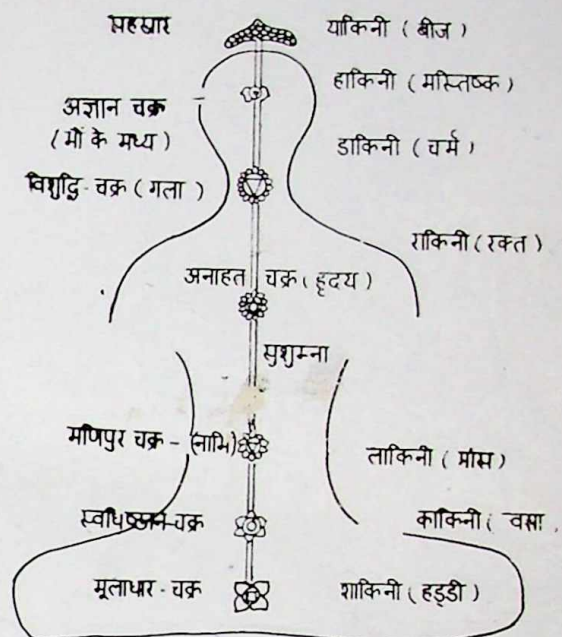 सहस्रार
याकिनी ( बीज )
हाकिनी ( मस्तिष्क )
अज्ञान चक्र
( भौं के मध्य )
डाकिनी ( चर्म )
विशुद्धि - चक्र ( गला )
राकिनी ( रक्त )
अनाहत चक्र ( हृदय )
सुशुम्ना
मणिपुर चक्र - (नाभि)
लाकिनी ( मांस )
स्वधिष्ठान - चक्र
काकिनी ( वसा
मूलाधार - चक्र
शाकिनी ( हड्डी )